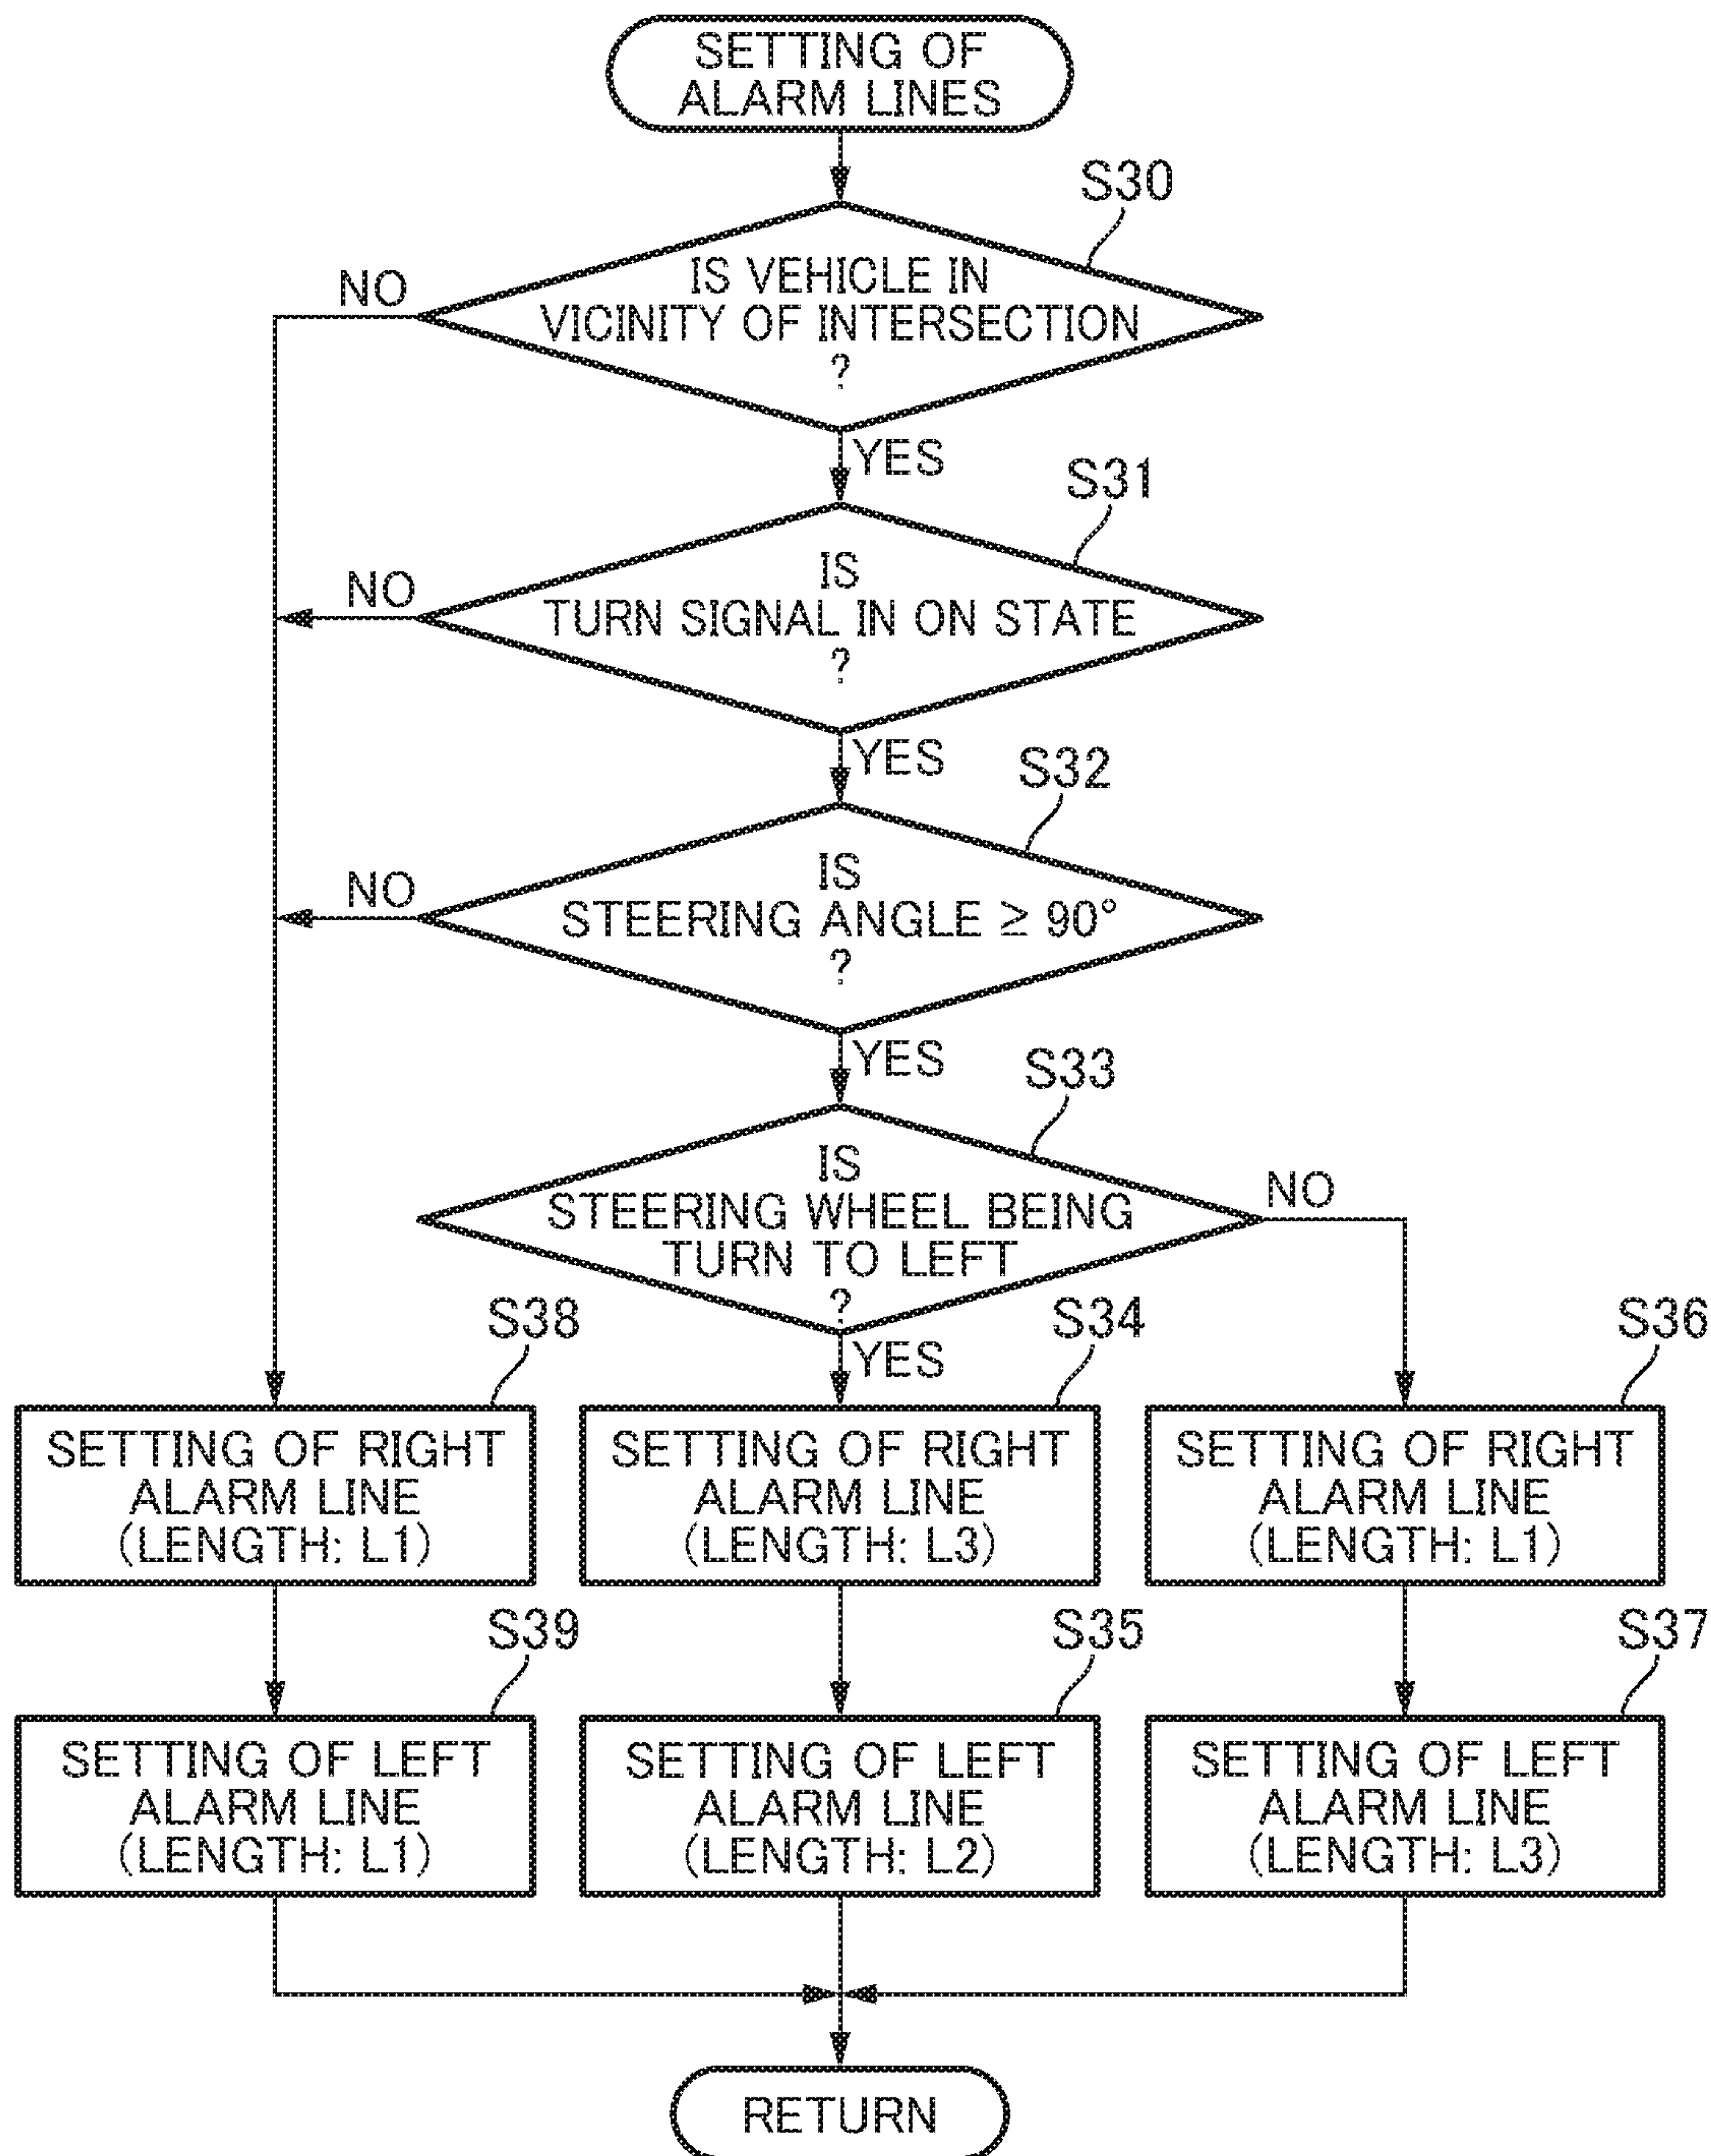 SETTING OF
ALARM LINES
S30
IS VEHICLE IN
VICINITY OF INTERSECTION
?
NO
YES
S31
IS
TURN SIGNAL IN ON STATE
?
NO
YES
S32
IS
STEERING ANGLE ≥ 90°
?
NO
YES
S33
IS
STEERING WHEEL BEING
TURN TO LEFT
?
NO
YES
S38
SETTING OF RIGHT
ALARM LINE
(LENGTH: L1)
S34
SETTING OF RIGHT
ALARM LINE
(LENGTH: L3)
S36
SETTING OF RIGHT
ALARM LINE
(LENGTH: L1)
S39
SETTING OF LEFT
ALARM LINE
(LENGTH: L1)
S35
SETTING OF LEFT
ALARM LINE
(LENGTH: L2)
S37
SETTING OF LEFT
ALARM LINE
(LENGTH: L3)
RETURN